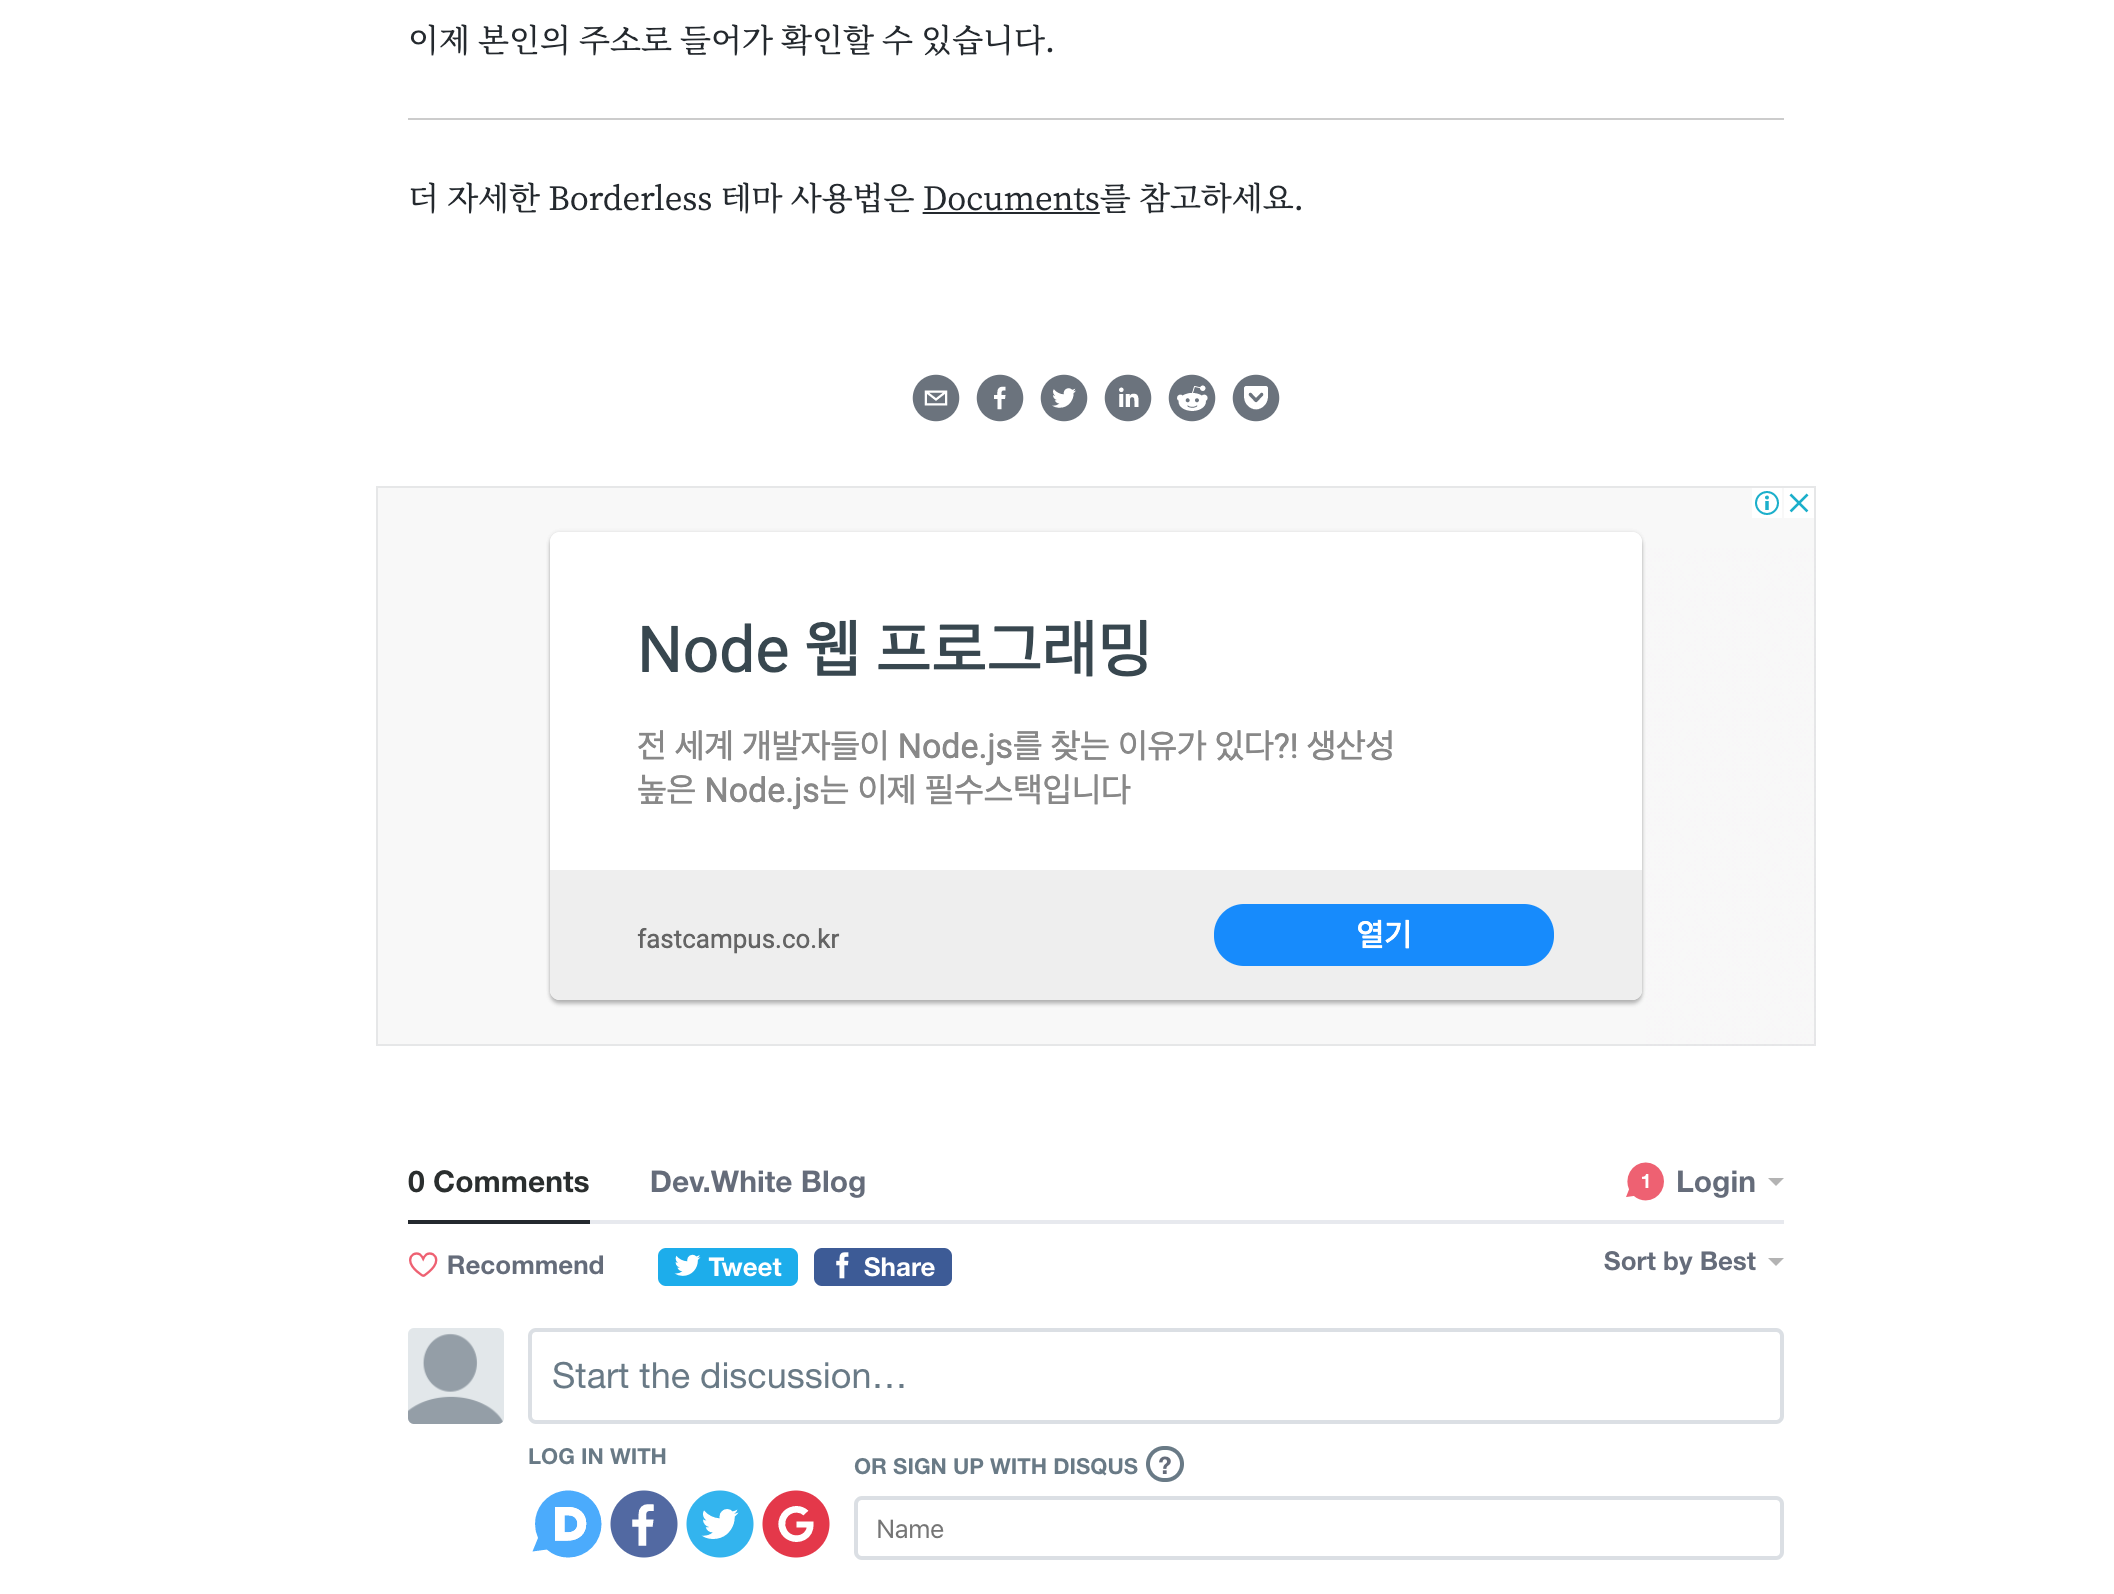 이제 본인의 주소로 들어가 확인할 수 있습니다.
더 자세한 Borderless 테마 사용법은 Documents를 참고하세요.
Node 웹 프로그래밍
전 세계 개발자들이 Node.js를 찾는 이유가 있다?! 생산성
높은 Node.js는 이제 필수스택입니다
fastcampus.co.kr
열기
0 Comments
Dev.White Blog
1
Login
Recommend
Tweet
Share
Sort by Best
Start the discussion…
LOG IN WITH
OR SIGN UP WITH DISQUS ?
Name